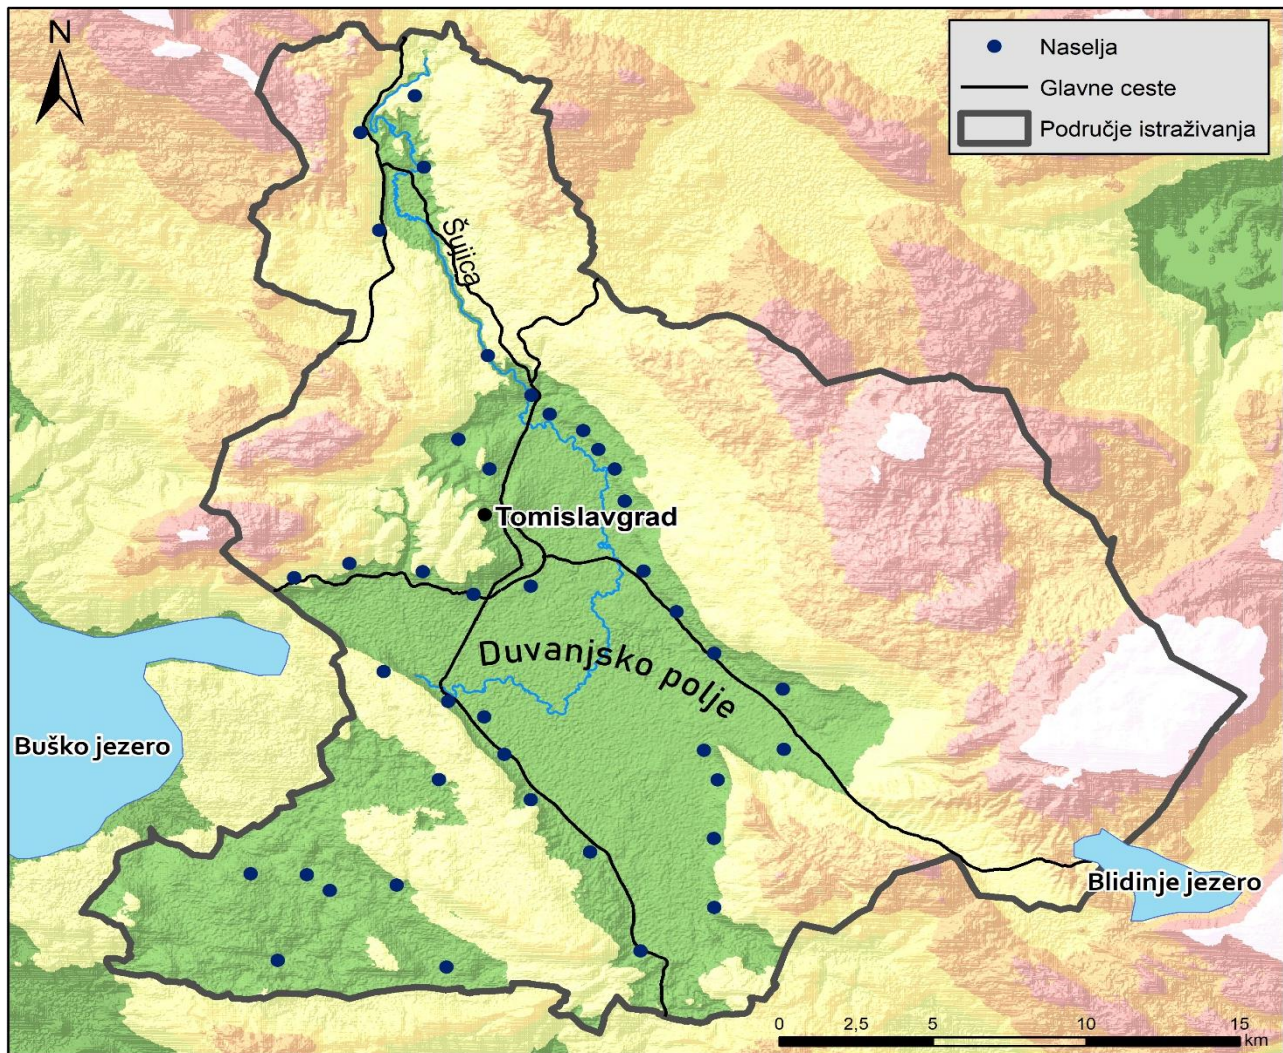 N
Naselja
Glavne ceste
Područje istraživanja
Šujica
Tomislavgrad
Duvanjsko polje
Buško jezero
Blidinje jezero
0 2,5 5 10 15
km